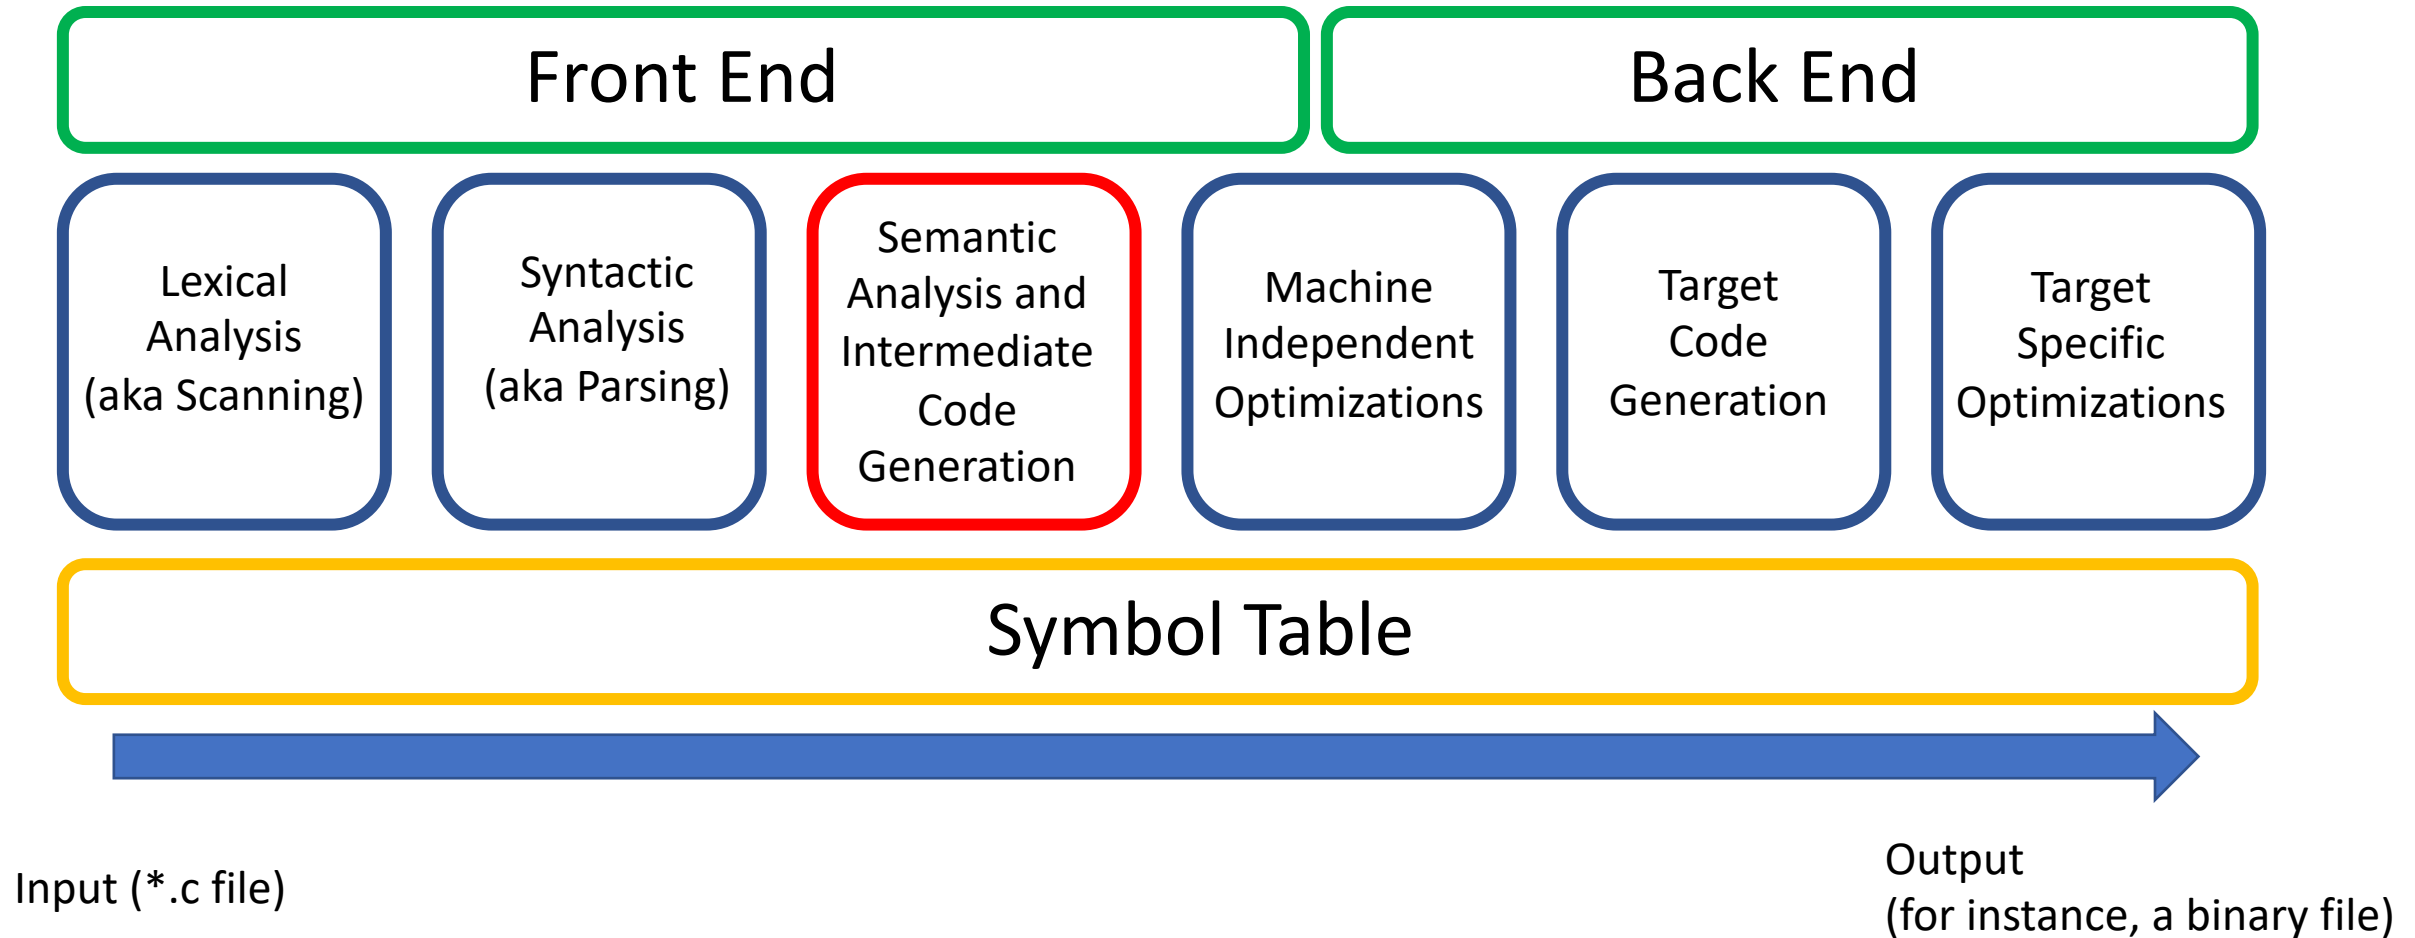 Front End
Back End
Lexical
Analysis
(aka Scanning)
Syntactic
Analysis
(aka Parsing)
Semantic
Analysis and
Intermediate
Code
Generation
Machine
Independent
Optimizations
Target
Code
Generation
Target
Specific
Optimizations
Symbol Table
Input (*.c file)
Output
(for instance, a binary file)